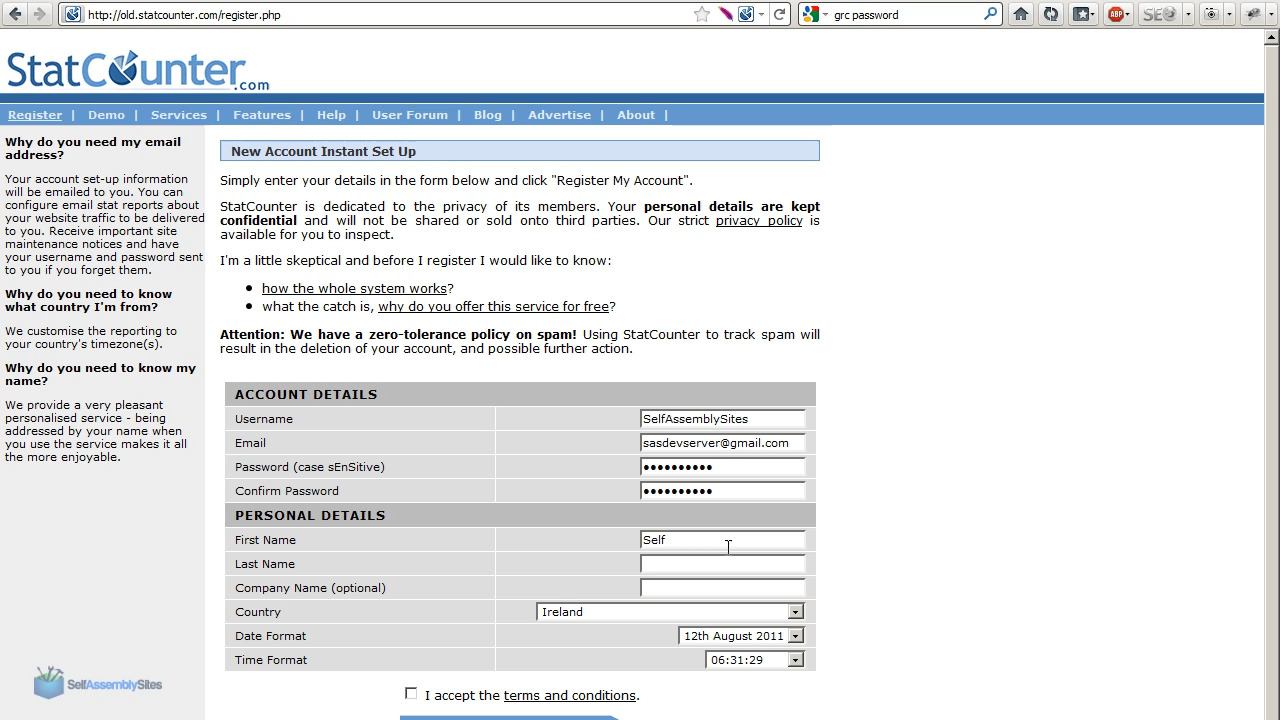 http://old.statcounter.com/register.php
grc password
StatCounter.com
Register | Demo | Services | Features | Help | User Forum | Blog | Advertise | About |
Why do you need my email
address?
Your account set-up information
will be emailed to you. You can
configure email stat reports about
your website traffic to be delivered
to you. Receive important site
maintenance notices and have
your username and password sent
to you if you forget them.
Why do you need to know
what country I'm from?
We customise the reporting to
your country's timezone(s).
Why do you need to know my
name?
We provide a very pleasant
personalised service - being
addressed by your name when
you use the service makes it all
the more enjoyable.
New Account Instant Set Up
Simply enter your details in the form below and click "Register My Account".
StatCounter is dedicated to the privacy of its members. Your personal details are kept
confidential and will not be shared or sold onto third parties. Our strict privacy policy is
available for you to inspect.
I'm a little skeptical and before I register I would like to know:
• how the whole system works?
• what the catch is, why do you offer this service for free?
Attention: We have a zero-tolerance policy on spam! Using StatCounter to track spam will
result in the deletion of your account, and possible further action.
ACCOUNT DETAILS
Username SelfAssemblySites
Email sasdevserver@gmail.com
Password (case sEnSitive) ••••••••••
Confirm Password ••••••••••
PERSONAL DETAILS
First Name Self
Last Name
Company Name (optional)
Country Ireland
Date Format 12th August 2011
Time Format 06:31:29
I accept the terms and conditions.
SelfAssemblySites
ABP
SEO